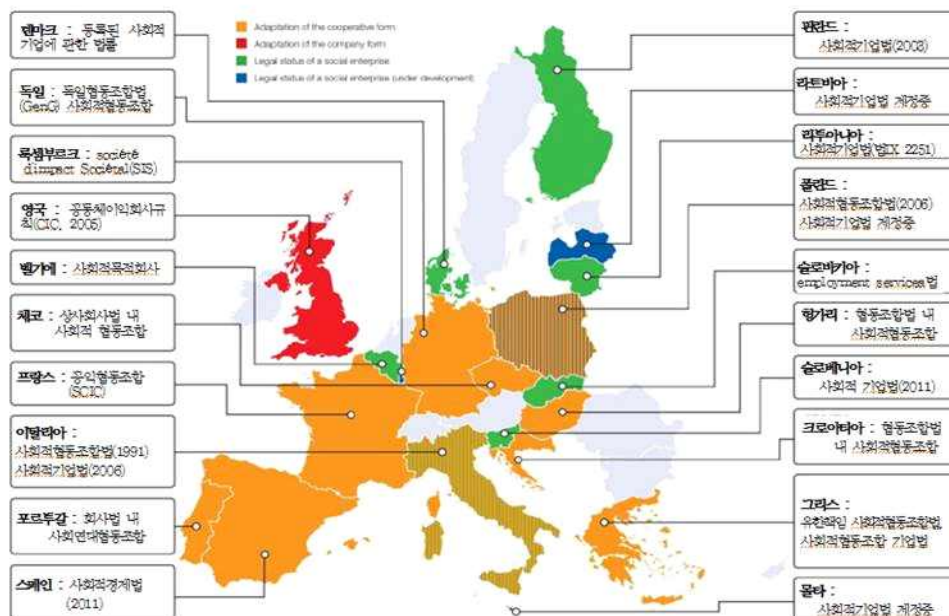 덴마크 : 등록된 사회적
기업에 관한 법률
독일 : 독일협동조합법
(GenG) 사회적협동조합
룩셈부르크 : société
d'impact Sociétal(SIS)
영국 : 공동체이익회사규
칙(CIC, 2005)
벨기에 : 사회적목적회사
체코 : 상사회사법 내
사회적 협동조합
프랑스 : 공익협동조합
(SCIC)
이탈리아 :
사회적협동조합법(1991)
사회적기업법(2006)
포르투갈 : 회사법 내
사회연대협동조합
스페인 : 사회적경제법
(2011)
Adaptation of the cooperative form
Adaptation of the company form
Legal status of a social enterprise
Legal status of a social enterprise (under development)
핀란드 :
사회적기업법(2003)
라트비아 :
사회적기업법 제정중
리투아니아 :
사회적기업법(법IX 2251)
폴란드 :
사회적협동조합법(2006)
사회적기업법 제정중
슬로바키아 :
employment services법
헝가리 : 협동조합법 내
사회적협동조합
슬로베니아 :
사회적 기업법(2011)
크로아티아 : 협동조합법
내 사회적협동조합
그리스 :
유한책임 사회적협동조합법,
사회적협동조합 기업법
몰타 :
사회적기업법 제정중